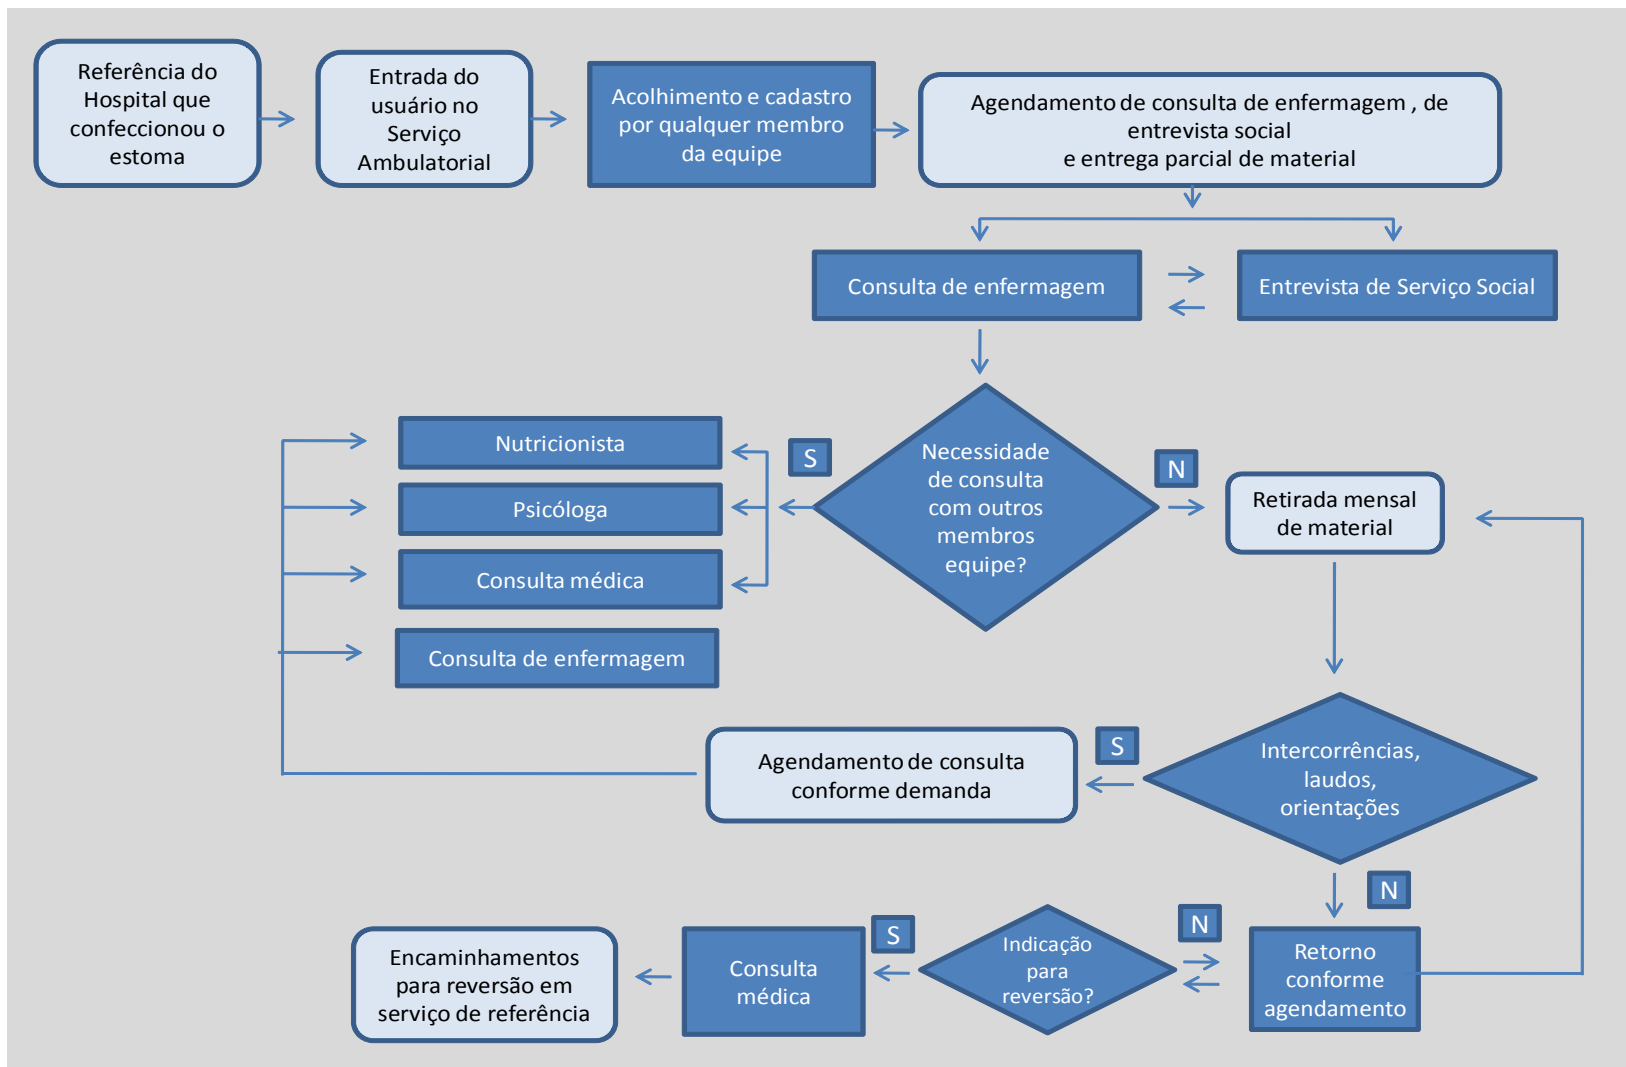 Referência do
Hospital que
confeccionou o
estoma
Entrada do
usuário no
Serviço
Ambulatorial
Acolhimento e cadastro
por qualquer membro
da equipe
Agendamento de consulta de enfermagem , de
entrevista social
e entrega parcial de material
Consulta de enfermagem
Entrevista de Serviço Social
Nutricionista
Psicóloga
Consulta médica
Consulta de enfermagem
S
Necessidade
de consulta
com outros
membros
equipe?
N
Retirada mensal
de material
Agendamento de consulta
conforme demanda
S
Intercorrências,
laudos,
orientações
N
Encaminhamentos
para reversão em
serviço de referência
Consulta
médica
S
Indicação
para
reversão?
N
Retorno
conforme
agendamento